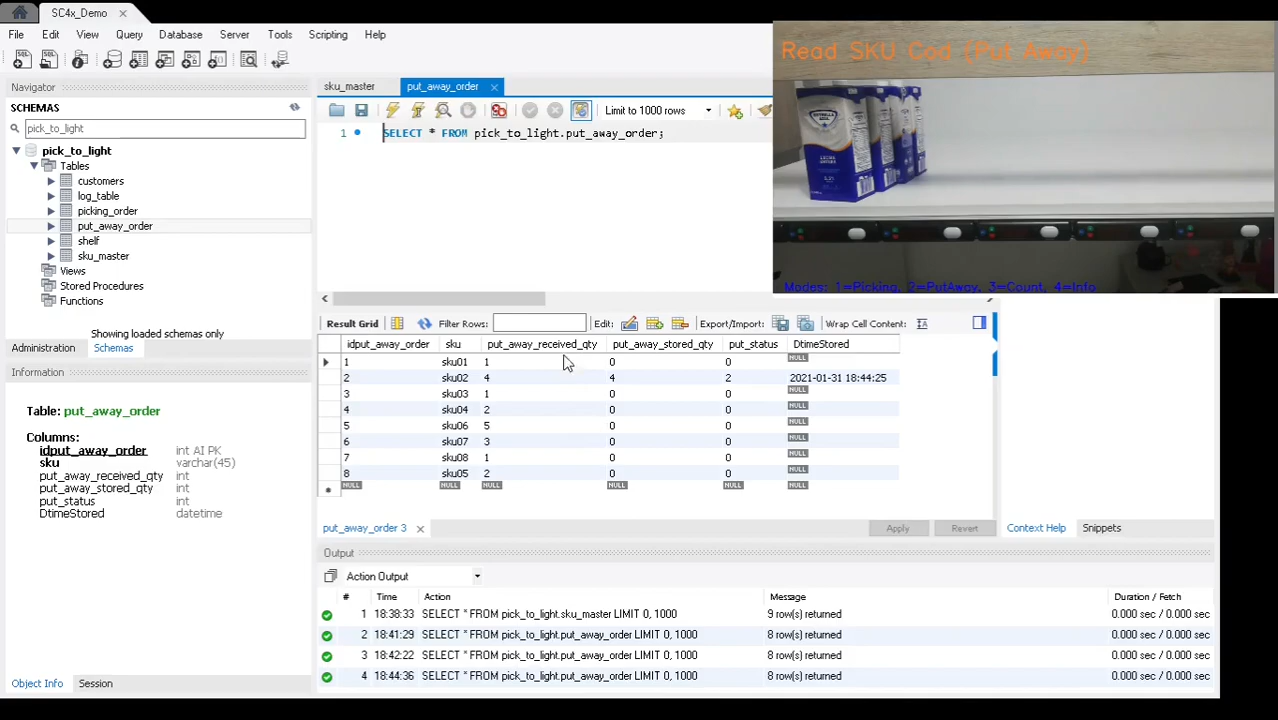 SC4x_Demo
File Edit View Query Database Server Tools Scripting Help
Read SKU Cod (Put Away)
Navigator
SCHEMAS
pick_to_light
pick_to_light
Tables
customers
log_table
picking_order
put_away_order
shelf
sku_master
Views
Stored Procedures
Functions
Showing loaded schemas only
Administration Schemas
Information
Table: put_away_order
Columns:
idput_away_order int AI PK
sku varchar(45)
put_away_received_qty int
put_away_stored_qty int
put_status int
DtimeStored datetime
Object Info Session
sku_master put_away_order
Limit to 1000 rows
1 SELECT * FROM pick_to_light.put_away_order;
Modes: 1=Picking, 2=PutAway, 3=Count, 4=Info
Result Grid Filter Rows: Edit: Export/Import: Wrap Cell Content:
idput_away_order sku put_away_received_qty put_away_stored_qty put_status DtimeStored
1 sku01 1 0 0 NULL
2 sku02 4 4 2 2021-01-31 18:44:25
3 sku03 1 0 0 NULL
4 sku04 2 0 0 NULL
5 sku06 5 0 0 NULL
6 sku07 3 0 0 NULL
7 sku08 1 0 0 NULL
8 sku05 2 0 0 NULL
NULL NULL NULL NULL NULL NULL
put_away_order 3 Apply Revert Context Help Snippets
Output
Action Output
# Time Action Message Duration / Fetch
1 18:38:33 SELECT * FROM pick_to_light.sku_master LIMIT 0, 1000 9 row(s) returned 0.000 sec / 0.000 sec
2 18:41:29 SELECT * FROM pick_to_light.put_away_order LIMIT 0, 1000 8 row(s) returned 0.000 sec / 0.000 sec
3 18:42:22 SELECT * FROM pick_to_light.put_away_order LIMIT 0, 1000 8 row(s) returned 0.000 sec / 0.000 sec
4 18:44:36 SELECT * FROM pick_to_light.put_away_order LIMIT 0, 1000 8 row(s) returned 0.000 sec / 0.000 sec